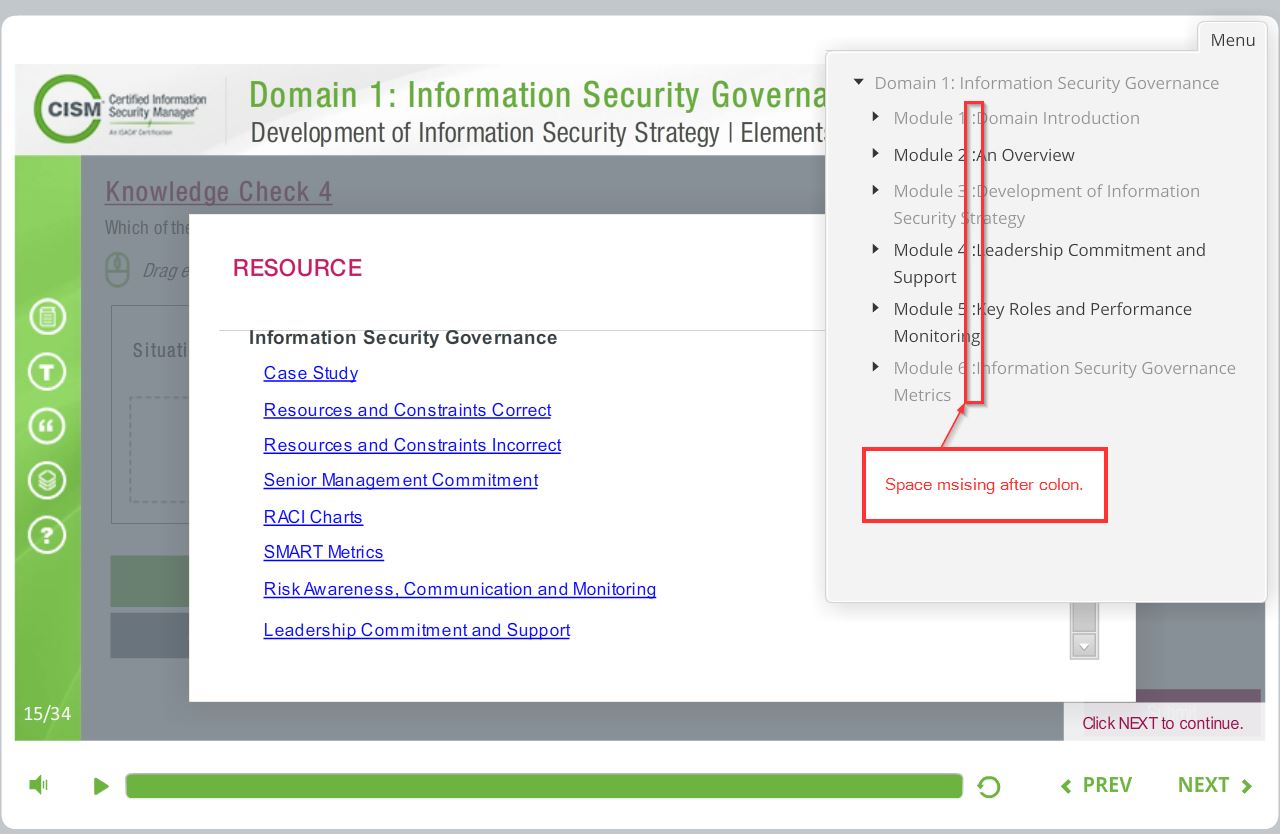 Menu
CISM
Certified Information
Security Manager®
An ISACA® Certification
Domain 1: Information Security Governa
Development of Information Security Strategy | Element
Domain 1: Information Security Governance
Module 1 :Domain Introduction
Module 2 :An Overview
Module 3 :Development of Information
Security Strategy
Module 4 :Leadership Commitment and
Support
Module 5 :Key Roles and Performance
Monitoring
Module 6 :Information Security Governance
Metrics
Space msising after colon.
Knowledge Check 4
Which of the
Drag e
Situati
T
?
RESOURCE
Information Security Governance
Case Study
Resources and Constraints Correct
Resources and Constraints Incorrect
Senior Management Commitment
RACI Charts
SMART Metrics
Risk Awareness, Communication and Monitoring
Leadership Commitment and Support
15/34
Click NEXT to continue.
PREV
NEXT